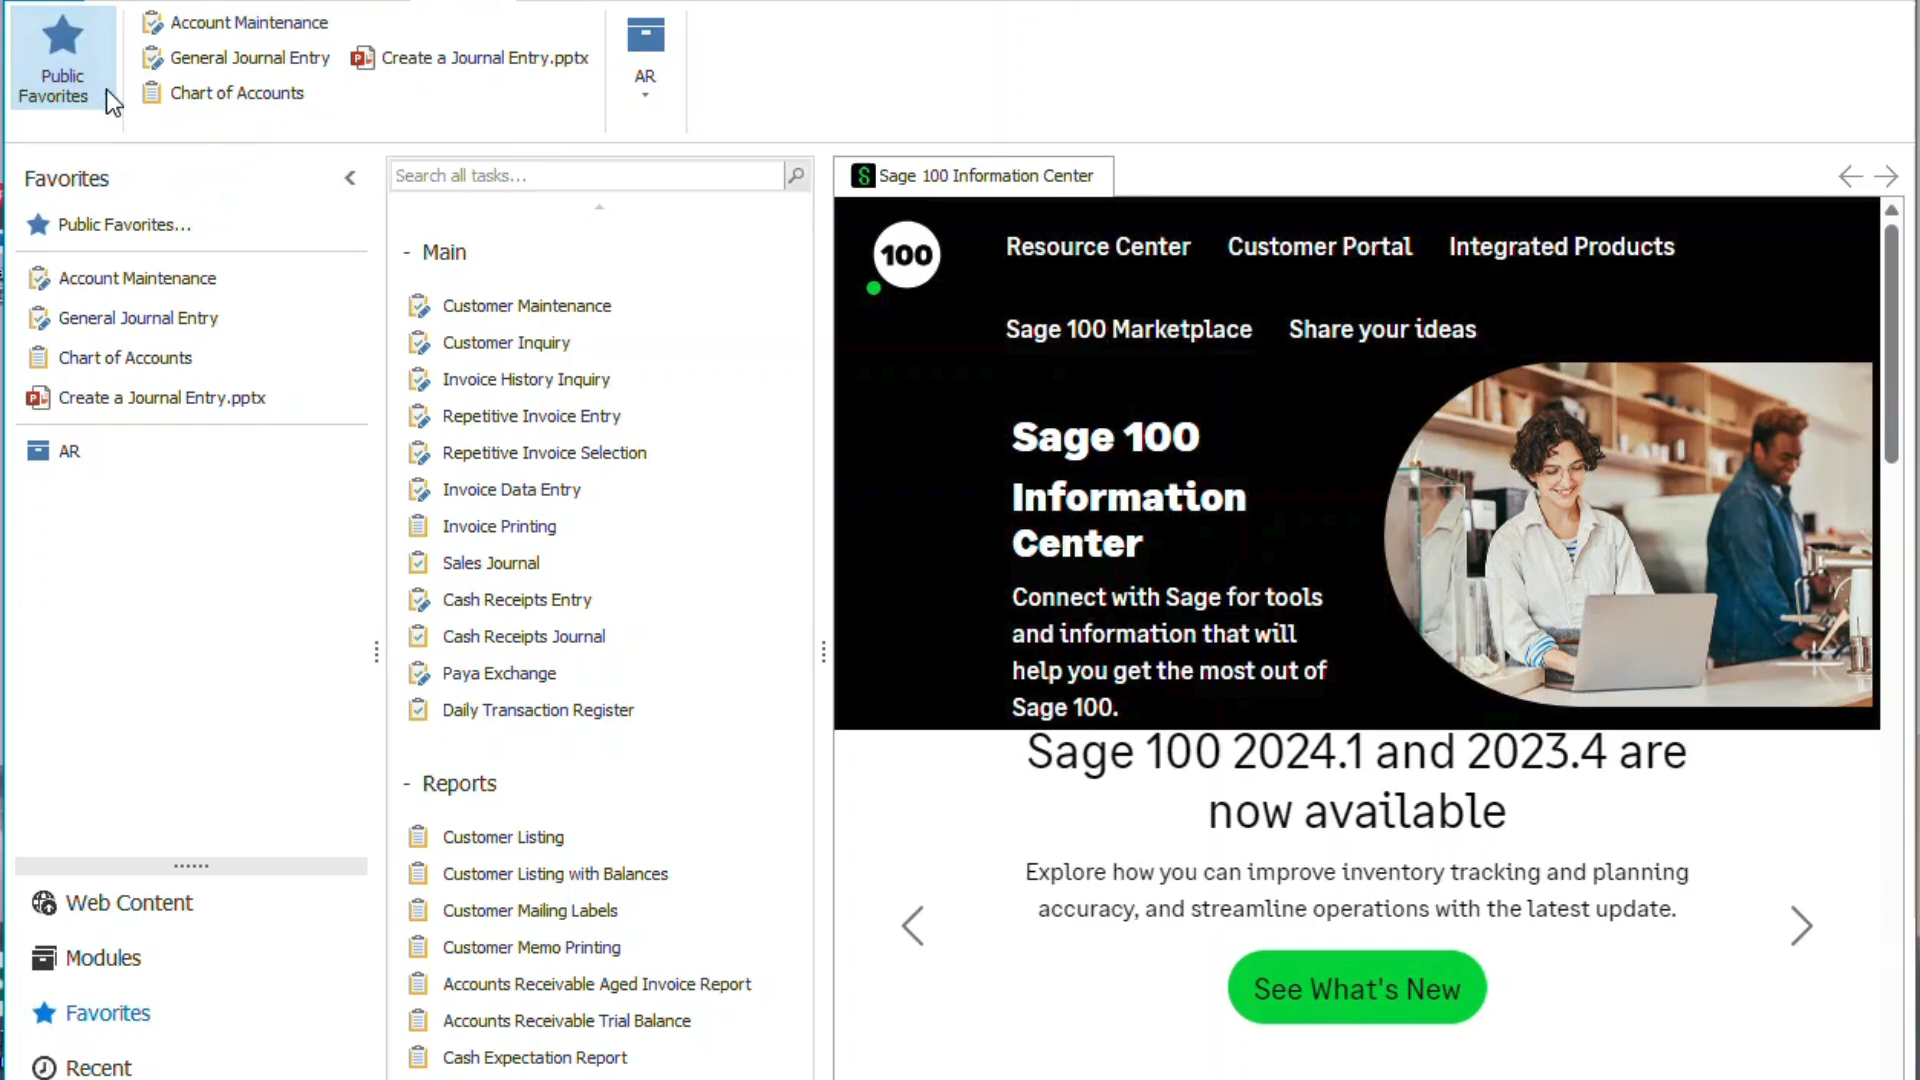 Public
Favorites
Account Maintenance
General Journal Entry
Create a Journal Entry.pptx
Chart of Accounts
AR
Favorites
Public Favorites...
Account Maintenance
General Journal Entry
Chart of Accounts
Create a Journal Entry.pptx
AR
Web Content
Modules
Favorites
Recent
Search all tasks...
- Main
Customer Maintenance
Customer Inquiry
Invoice History Inquiry
Repetitive Invoice Entry
Repetitive Invoice Selection
Invoice Data Entry
Invoice Printing
Sales Journal
Cash Receipts Entry
Cash Receipts Journal
Paya Exchange
Daily Transaction Register
- Reports
Customer Listing
Customer Listing with Balances
Customer Mailing Labels
Customer Memo Printing
Accounts Receivable Aged Invoice Report
Accounts Receivable Trial Balance
Cash Expectation Report
Sage 100 Information Center
100
Resource Center Customer Portal Integrated Products
Sage 100 Marketplace Share your ideas
Sage 100
Information
Center
Connect with Sage for tools
and information that will
help you get the most out of
Sage 100.
Sage 100 2024.1 and 2023.4 are
now available
Explore how you can improve inventory tracking and planning
accuracy, and streamline operations with the latest update.
See What's New